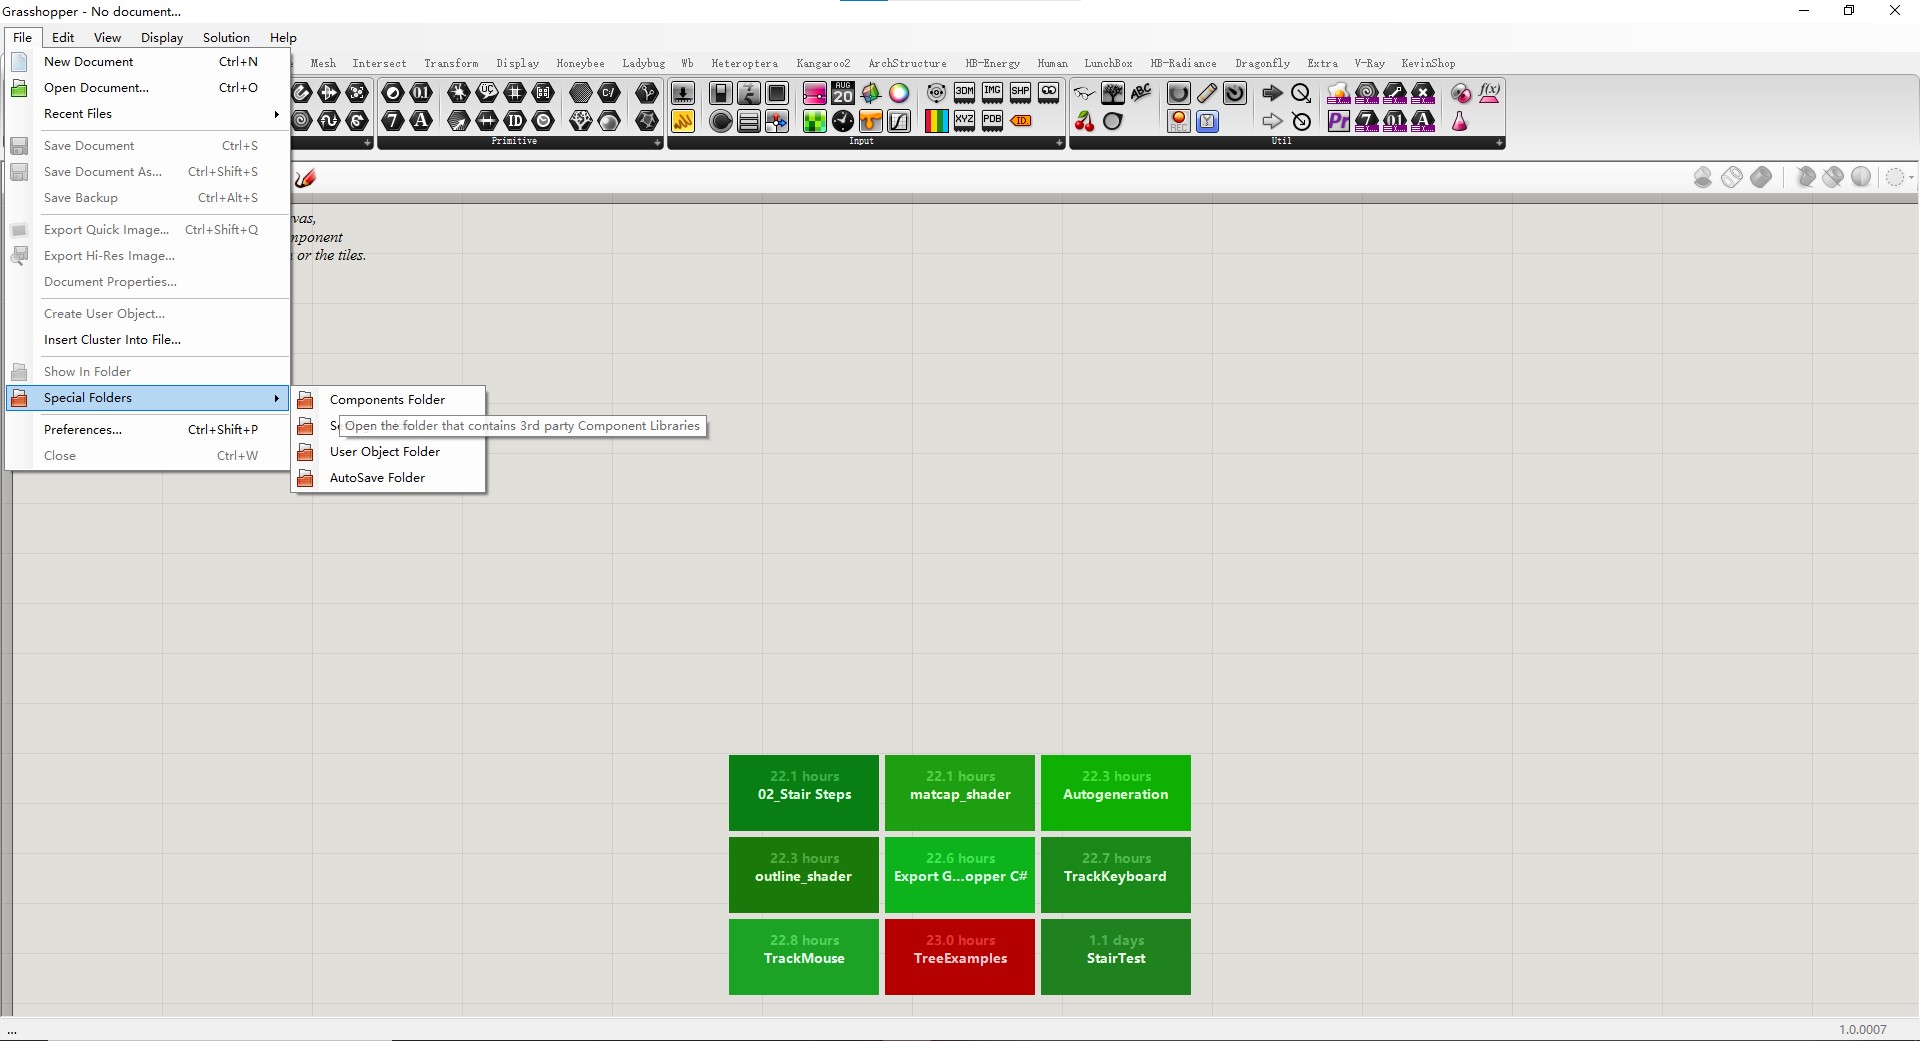 Grasshopper - No document...
File Edit View Display Solution Help
Mesh Intersect Transform Display Honeybee Ladybug Wb Heteroptera Kangaroo2 ArchStructure HB-Energy Human LunchBox HB-Radiance Dragonfly Extra V-Ray KevinShop
Primitive Input Util
New Document Ctrl+N
Open Document... Ctrl+O
Recent Files
Save Document Ctrl+S
Save Document As... Ctrl+Shift+S
Save Backup Ctrl+Alt+S
Export Quick Image... Ctrl+Shift+Q
Export Hi-Res Image...
Document Properties...
Create User Object...
Insert Cluster Into File...
Show In Folder
Special Folders
Preferences... Ctrl+Shift+P
Close Ctrl+W
vas,
nponent
or the tiles.
Components Folder
Open the folder that contains 3rd party Component Libraries
User Object Folder
AutoSave Folder
22.1 hours
02_Stair Steps
22.1 hours
matcap_shader
22.3 hours
Autogeneration
22.3 hours
outline_shader
22.6 hours
Export G...opper C#
22.7 hours
TrackKeyboard
22.8 hours
TrackMouse
23.0 hours
TreeExamples
1.1 days
StairTest
...
1.0.0007